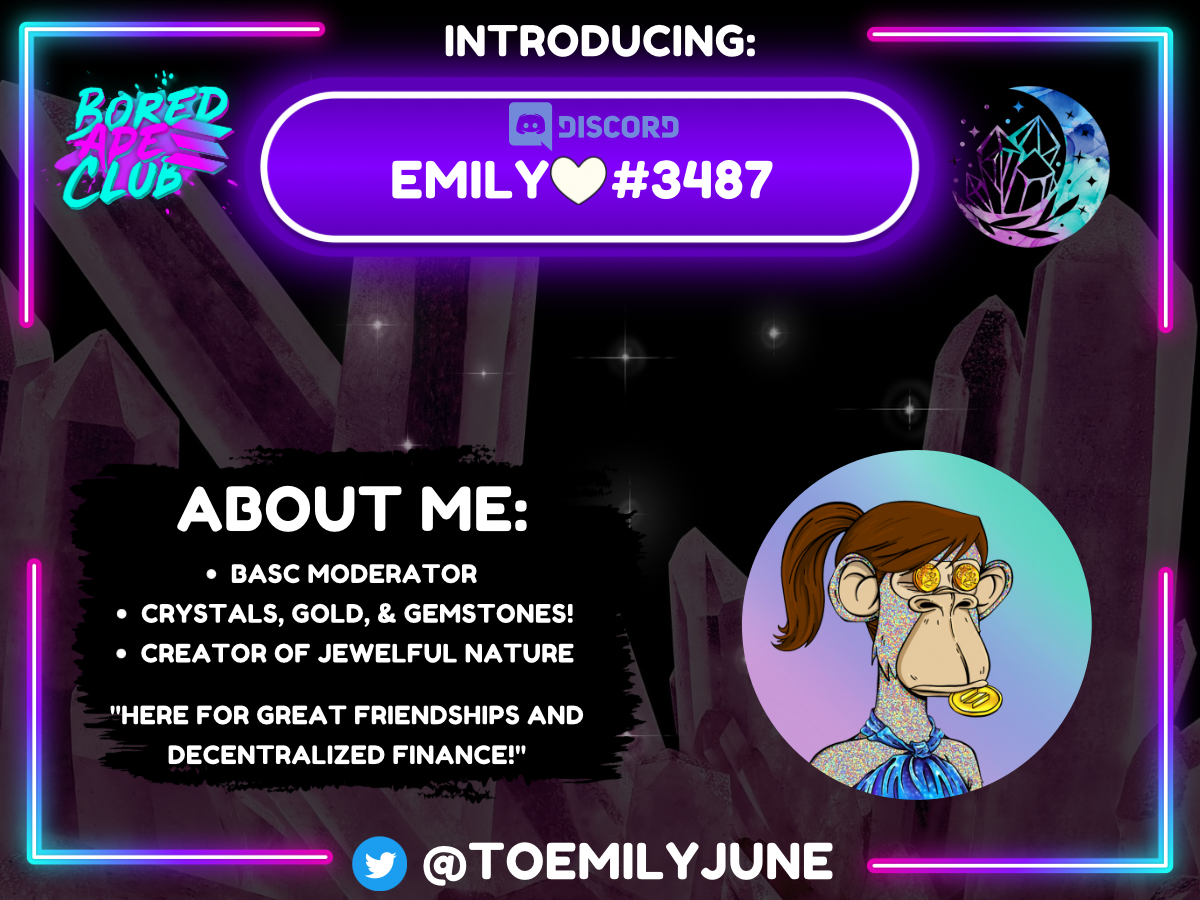 INTRODUCING:
BORED
APE
CLUB
DISCORD
EMILY🤍#3487
ABOUT ME:
• BASC MODERATOR
• CRYSTALS, GOLD, & GEMSTONES!
• CREATOR OF JEWELFUL NATURE
"HERE FOR GREAT FRIENDSHIPS AND
DECENTRALIZED FINANCE!"
@TOEMILYJUNE